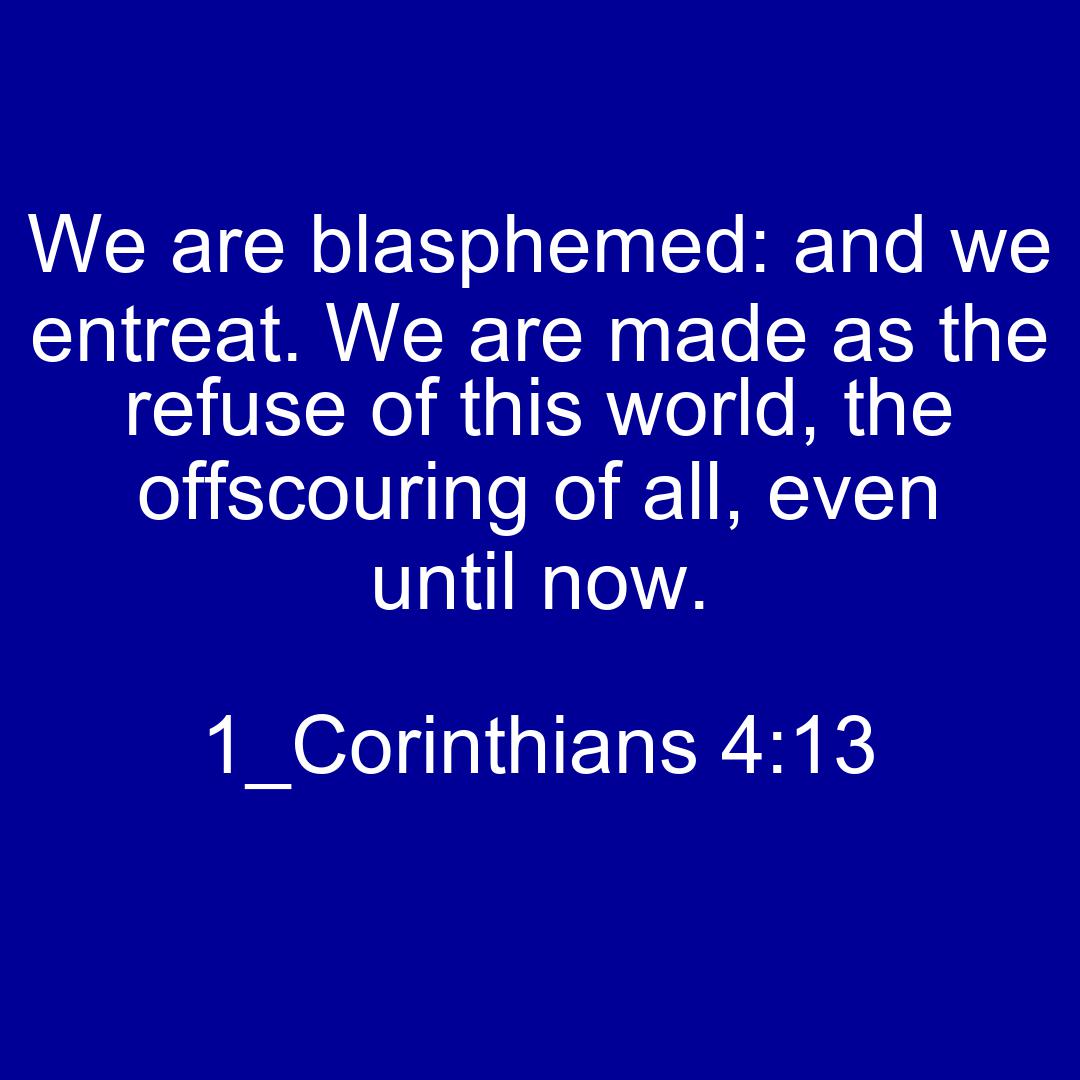 We are blasphemed: and we
entreat. We are made as the
refuse of this world, the
offscouring of all, even
until now.
1_Corinthians 4:13